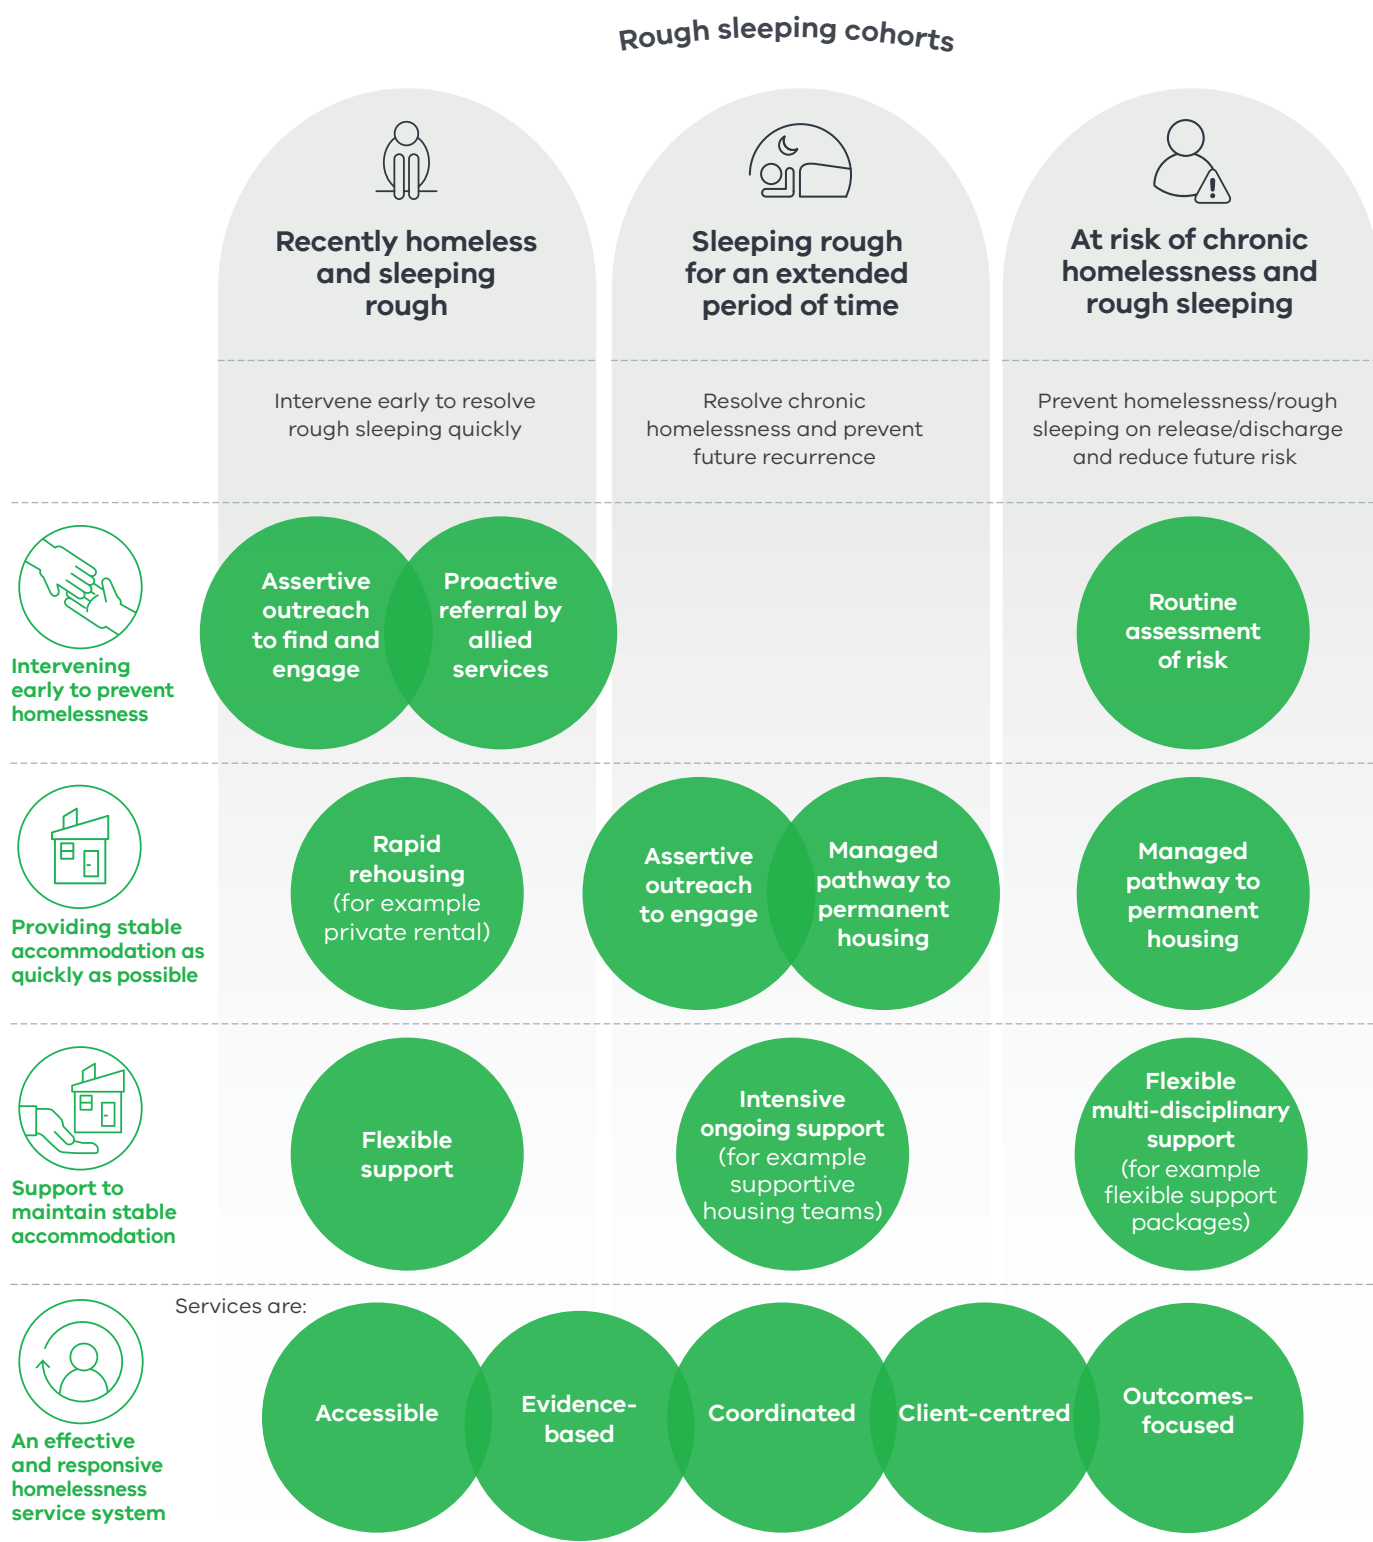 Rough sleeping cohorts
Recently homeless
and sleeping
rough
Sleeping rough
for an extended
period of time
At risk of chronic
homelessness and
rough sleeping
Intervene early to resolve
rough sleeping quickly
Resolve chronic
homelessness and prevent
future recurrence
Prevent homelessness/rough
sleeping on release/discharge
and reduce future risk
Intervening
early to prevent
homelessness
Assertive
outreach
to find and
engage
Proactive
referral by
allied
services
Routine
assessment
of risk
Providing stable
accommodation as
quickly as possible
Rapid
rehousing
(for example
private rental)
Assertive
outreach
to engage
Managed
pathway to
permanent
housing
Managed
pathway to
permanent
housing
Support to
maintain stable
accommodation
Flexible
support
Intensive
ongoing support
(for example
supportive
housing teams)
Flexible
multi-disciplinary
support
(for example
flexible support
packages)
An effective
and responsive
homelessness
service system
Services are:
Accessible
Evidence-
based
Coordinated
Client-centred
Outcomes-
focused